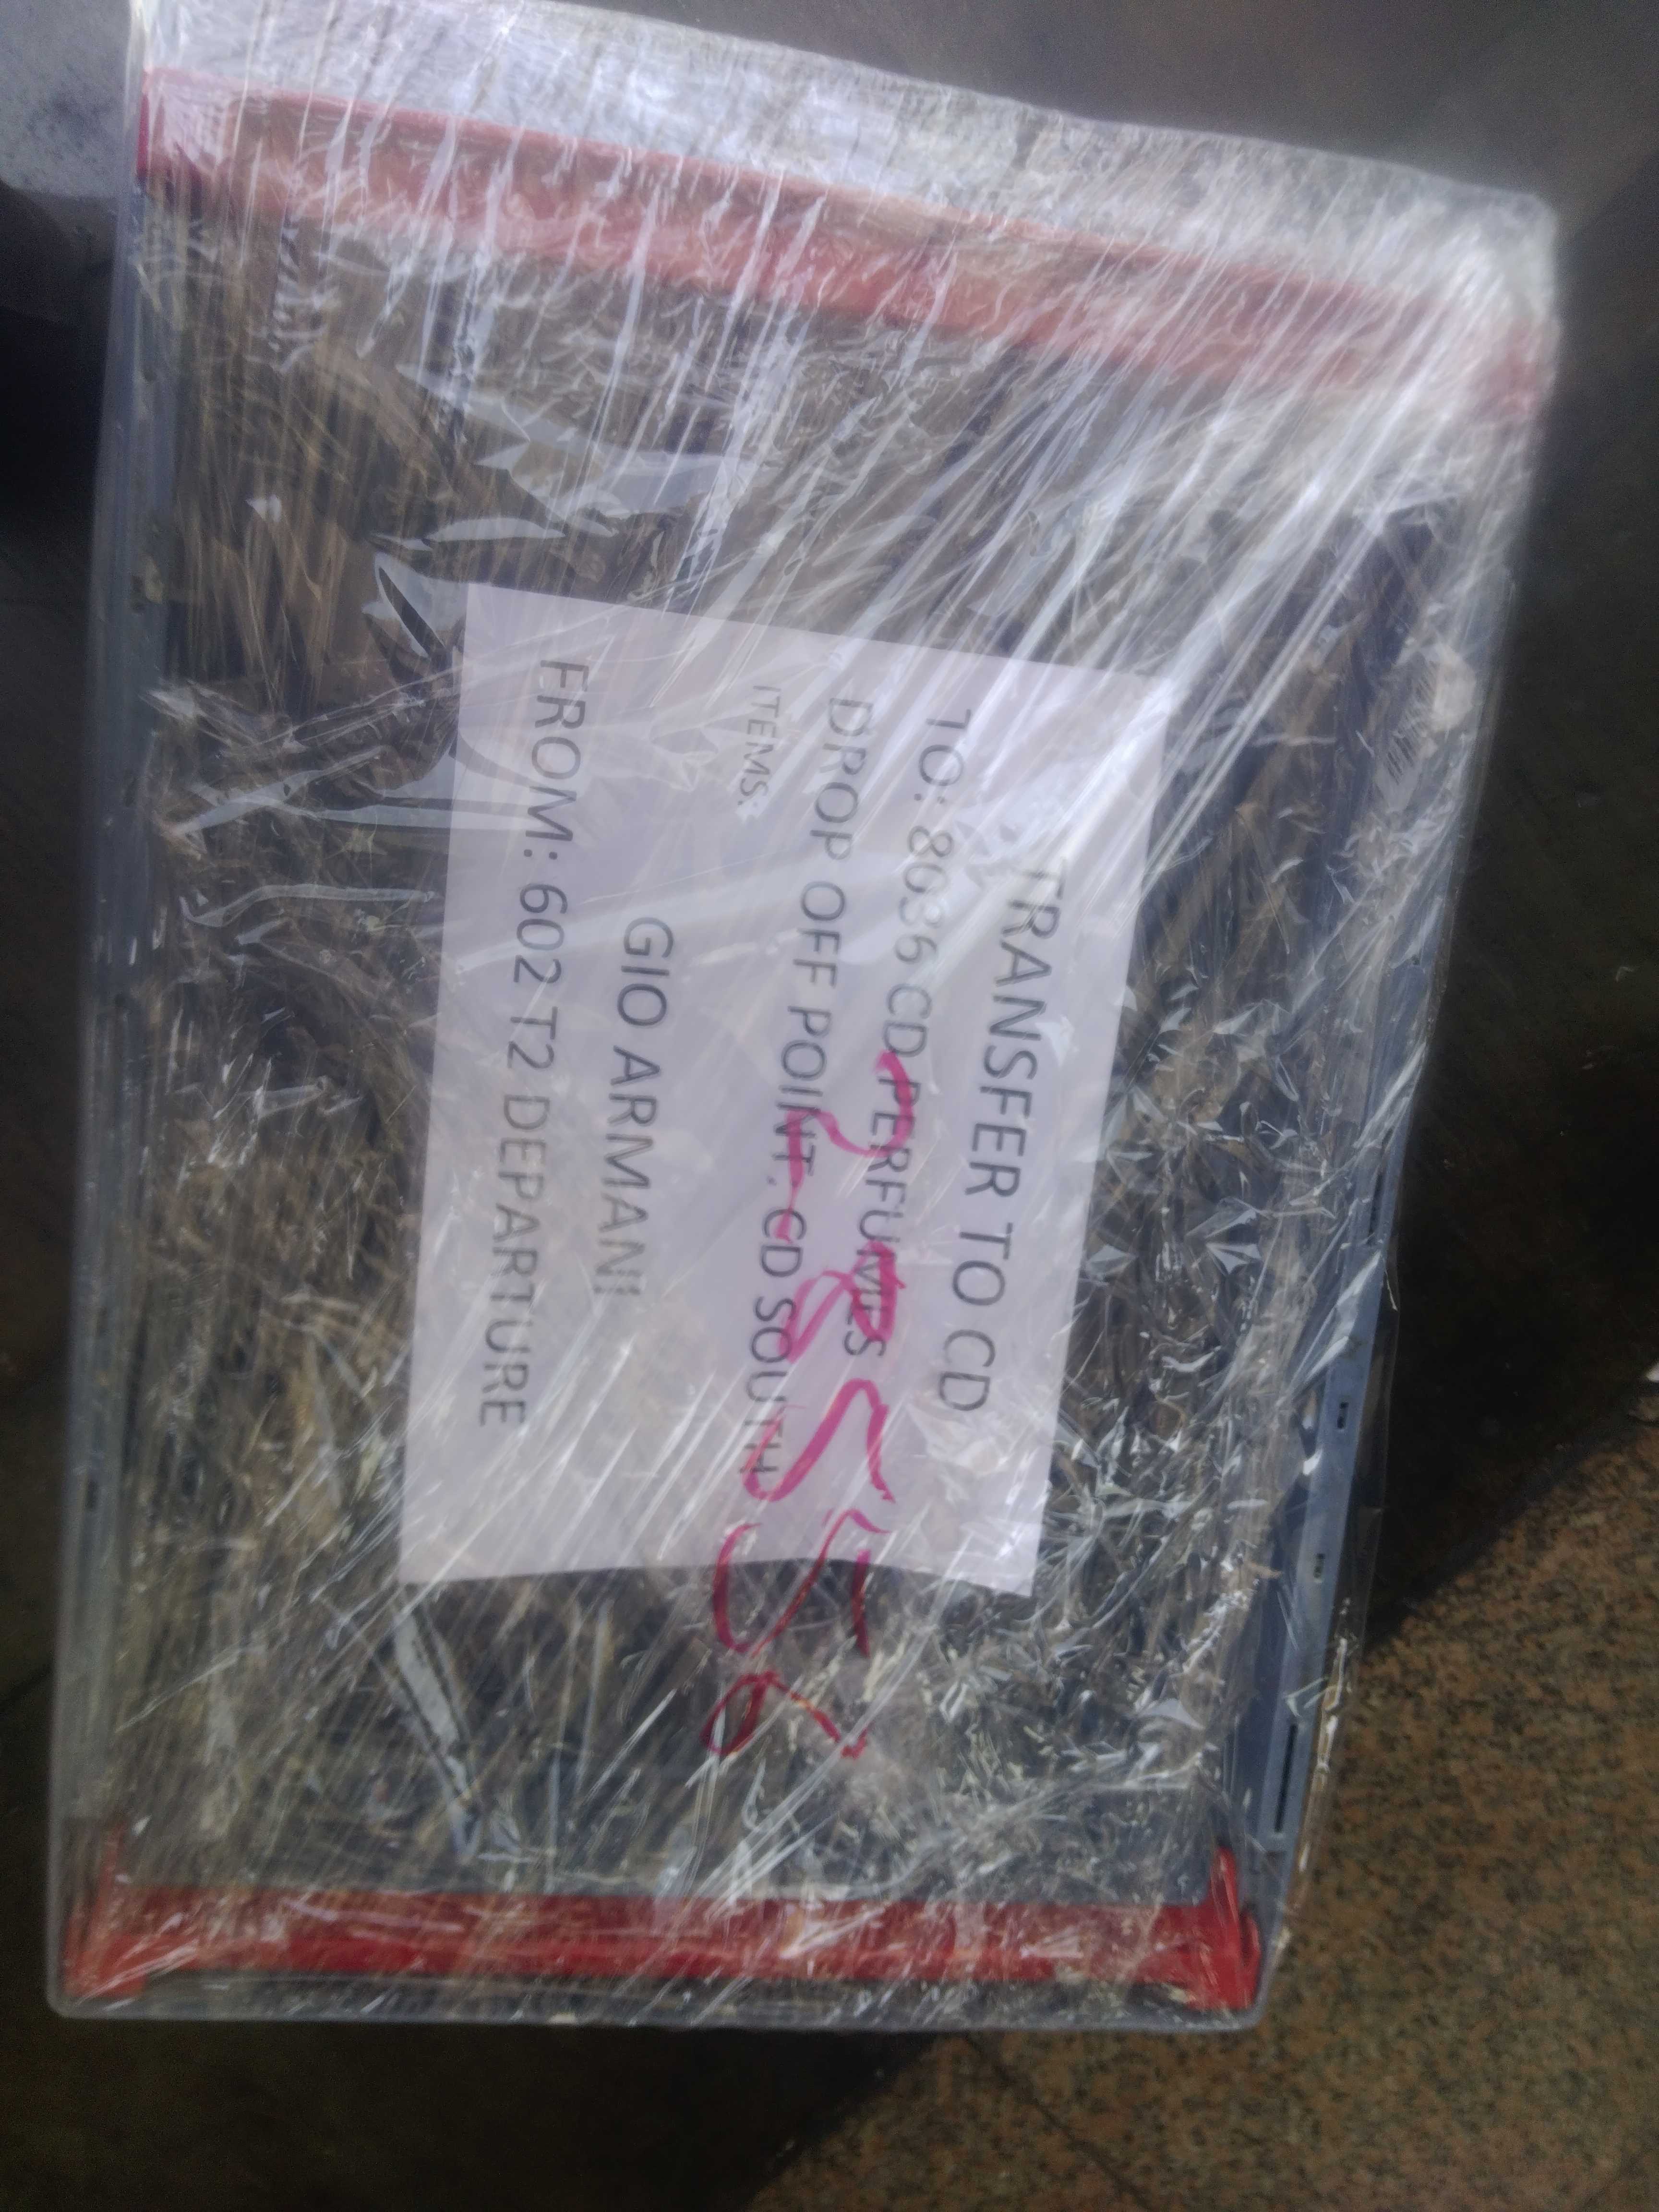 TRANSFER TO CD
TO: 8036 CD PERFUMES
DROP OFF POINT: CD SOUTH
ITEMS:
GIO ARMANI
FROM: 602 T2 DEPARTURE